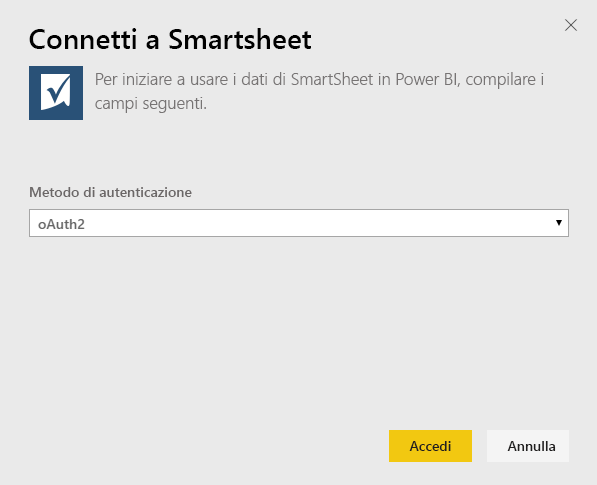 Connetti a Smartsheet
Per iniziare a usare i dati di SmartSheet in Power BI, compilare i
campi seguenti.
Metodo di autenticazione
oAuth2
Accedi
Annulla